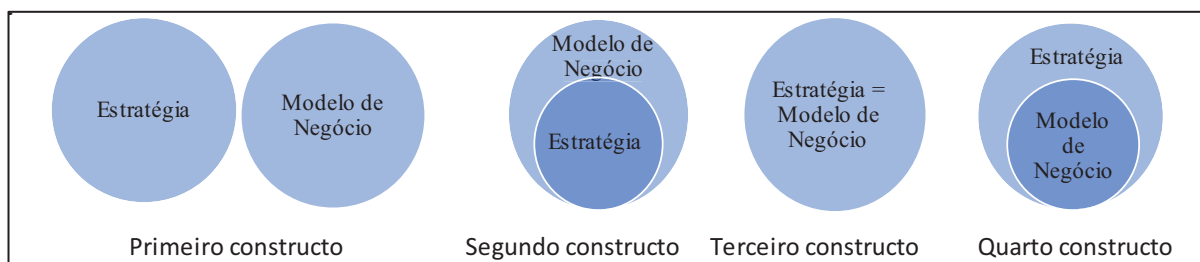 Estratégia
Modelo de
Negócio
Primeiro constructo
Modelo de
Negócio
Estratégia
Segundo constructo
Estratégia =
Modelo de
Negócio
Terceiro constructo
Estratégia
Modelo
de
Negócio
Quarto constructo